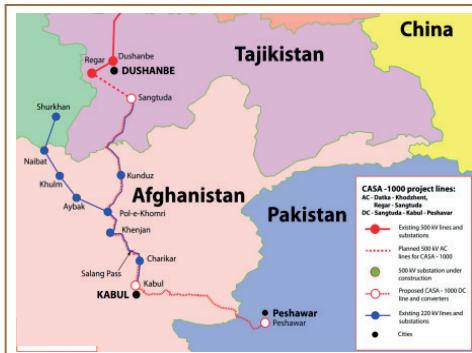 China
Tajikistan
Regar
Dushanbe
DUSHANBE
Sangtuda
Shurkhan
Naibat
Khulm
Aybak
Kunduz
Afghanistan
Pol-e-Khomri
Khenjan
Pakistan
Salang Pass
Charikar
Kabul
KABUL
Peshawar
Peshawar
CASA -1000 project lines:
AC - Datka - Khodzhent,
Regar - Sangtuda
DC - Sangtuda - Kabul - Peshavar
Existing 500 kV lines and
substations
Planned 500 kV AC
lines for CASA - 1000
500 kV substation under
construction
Proposed CASA - 1000 DC
line and converters
Existing 220 kV lines and
substations
Cities